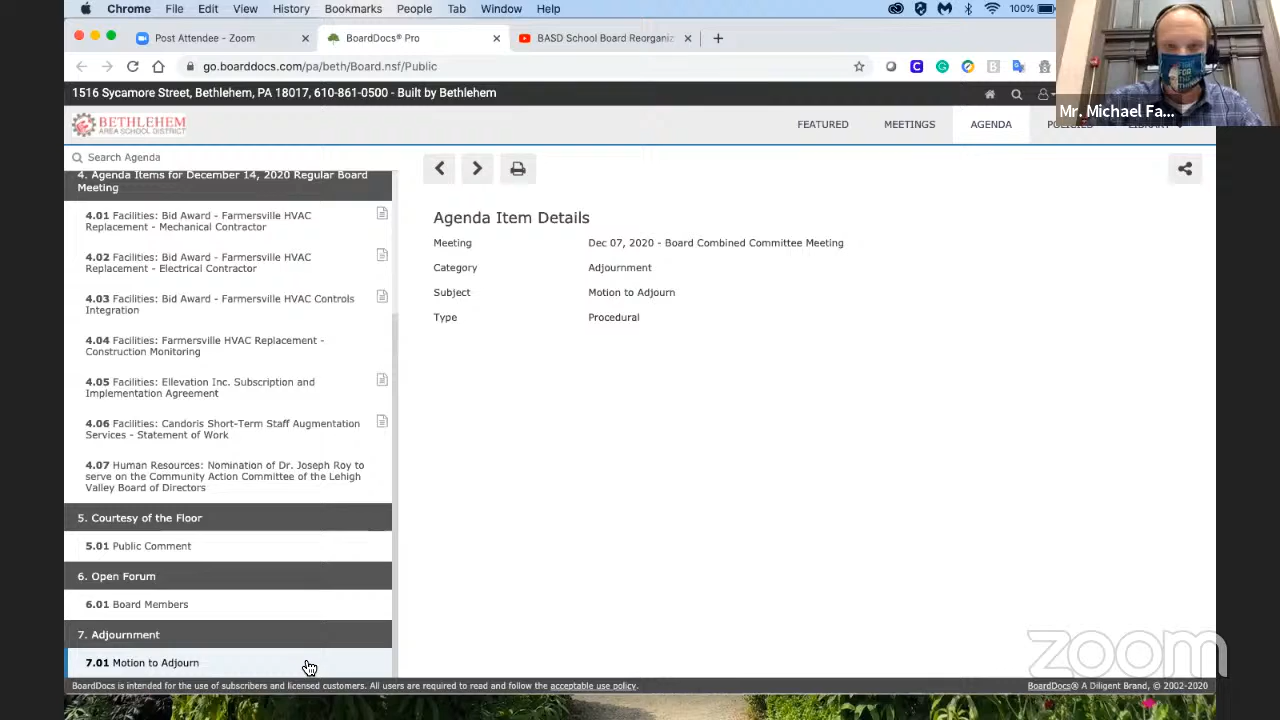 Chrome File Edit View History Bookmarks People Tab Window Help 100%
Post Attendee - Zoom
BoardDocs® Pro
BASD School Board Reorganiz
go.boarddocs.com/pa/beth/Board.nsf/Public
Mr. Michael Fa...
1516 Sycamore Street, Bethlehem, PA 18017, 610-861-0500 - Built by Bethlehem
BETHLEHEM
AREA SCHOOL DISTRICT
FEATURED MEETINGS AGENDA
Search Agenda
4. Agenda Items for December 14, 2020 Regular Board
Meeting
4.01 Facilities: Bid Award - Farmersville HVAC
Replacement - Mechanical Contractor
4.02 Facilities: Bid Award - Farmersville HVAC
Replacement - Electrical Contractor
4.03 Facilities: Bid Award - Farmersville HVAC Controls
Integration
4.04 Facilities: Farmersville HVAC Replacement -
Construction Monitoring
4.05 Facilities: Ellevation Inc. Subscription and
Implementation Agreement
4.06 Facilities: Candoris Short-Term Staff Augmentation
Services - Statement of Work
4.07 Human Resources: Nomination of Dr. Joseph Roy to
serve on the Community Action Committee of the Lehigh
Valley Board of Directors
5. Courtesy of the Floor
5.01 Public Comment
6. Open Forum
6.01 Board Members
7. Adjournment
7.01 Motion to Adjourn
Agenda Item Details
Meeting Dec 07, 2020 - Board Combined Committee Meeting
Category Adjournment
Subject Motion to Adjourn
Type Procedural
zoom
BoardDocs is intended for the use of subscribers and licensed customers. All users are required to read and follow the acceptable use policy.
BoardDocs® A Diligent Brand, © 2002-2020